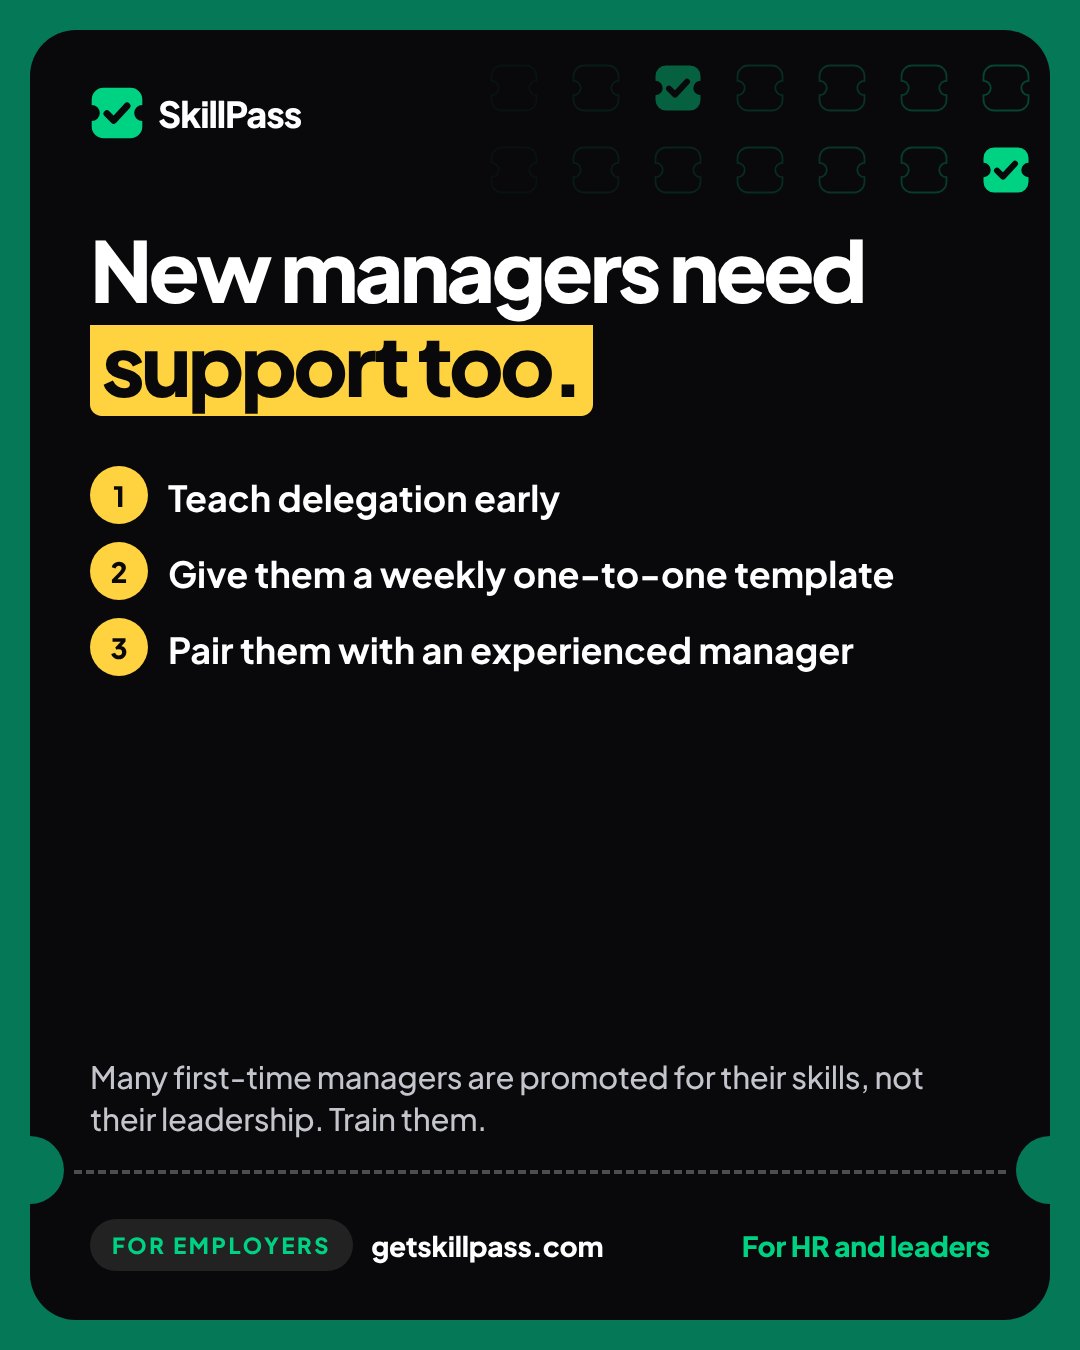 SkillPass
New managers need
support too.
1 Teach delegation early
2 Give them a weekly one-to-one template
3 Pair them with an experienced manager
Many first-time managers are promoted for their skills, not
their leadership. Train them.
FOR EMPLOYERS getskillpass.com For HR and leaders